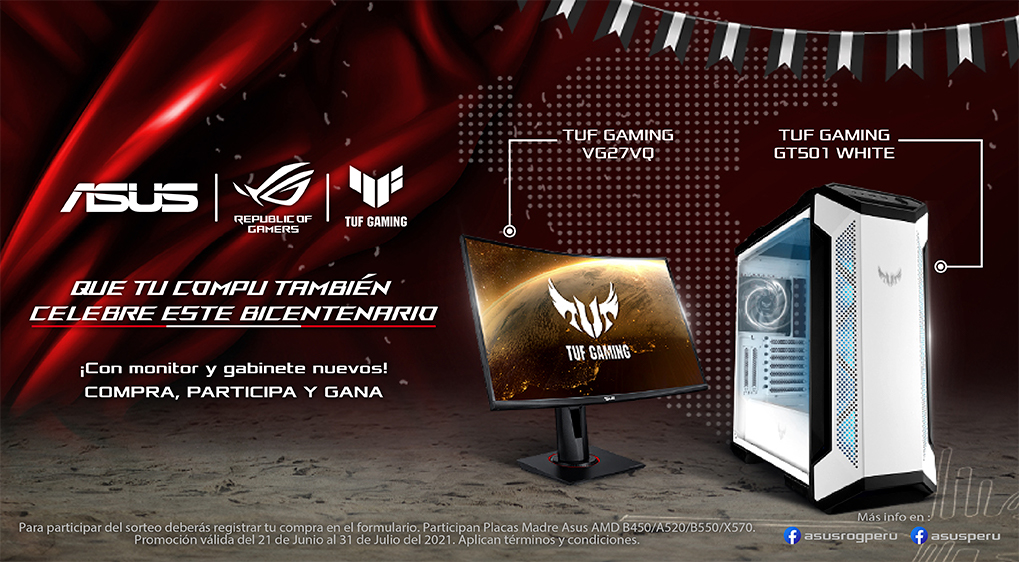 ASUS
REPUBLIC OF
GAMERS
TUF GAMING
QUE TU COMPU TAMBIÉN
CELEBRE ESTE BICENTENARIO
¡Con monitor y gabinete nuevos!
COMPRA, PARTICIPA Y GANA
TUF GAMING
VG27VQ
TUF GAMING
GT501 WHITE
TUF GAMING
ASUS
Para participar del sorteo deberás registrar tu compra en el formulario. Participan Placas Madre Asus AMD B450/A520/B550/X570.
Promoción válida del 21 de Junio al 31 de Julio del 2021. Aplican términos y condiciones.
Más info en :
asusrogperu
asusperu